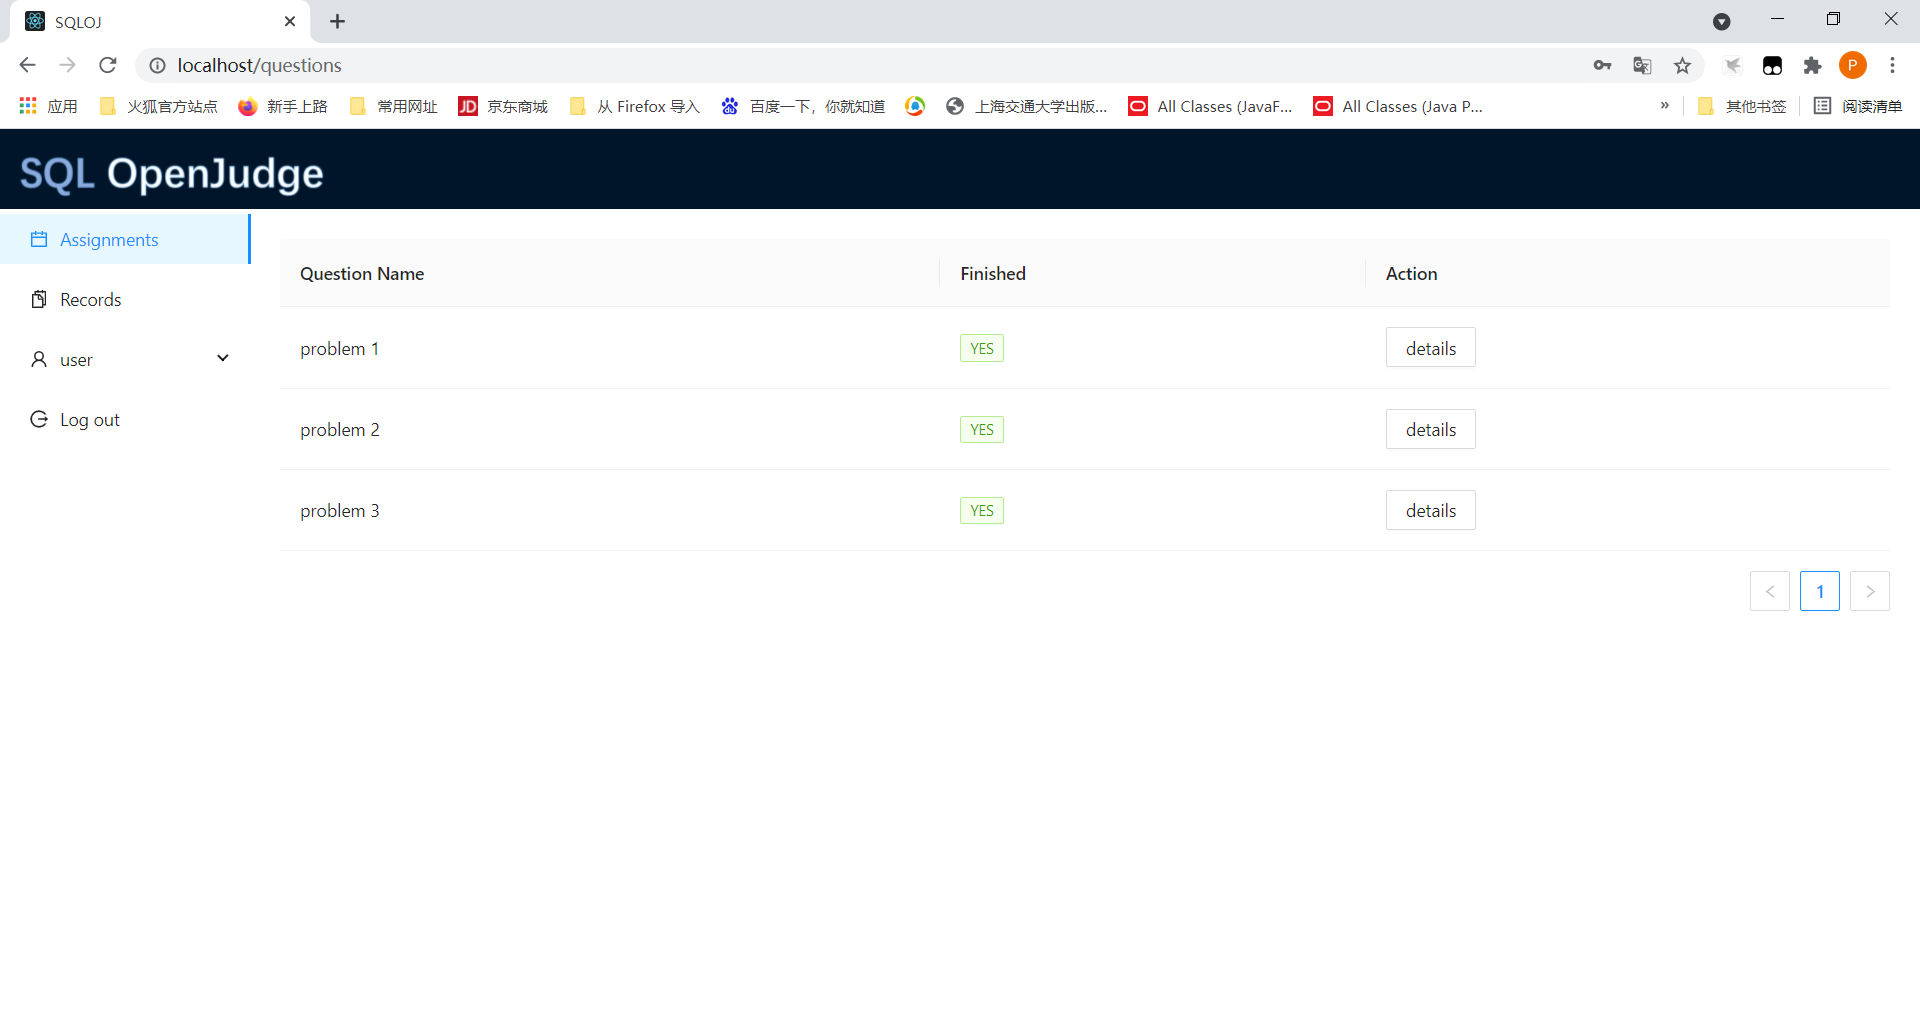 SQLOJ
localhost/questions
P
应用 火狐官方站点 新手上路 常用网址 JD 京东商城 从 Firefox 导入 百度一下，你就知道 上海交通大学出版... All Classes (JavaF... All Classes (Java P... » 其他书签 阅读清单
SQL OpenJudge
Assignments
Records
user
Log out
Question Name Finished Action
problem 1 YES details
problem 2 YES details
problem 3 YES details
< 1 >